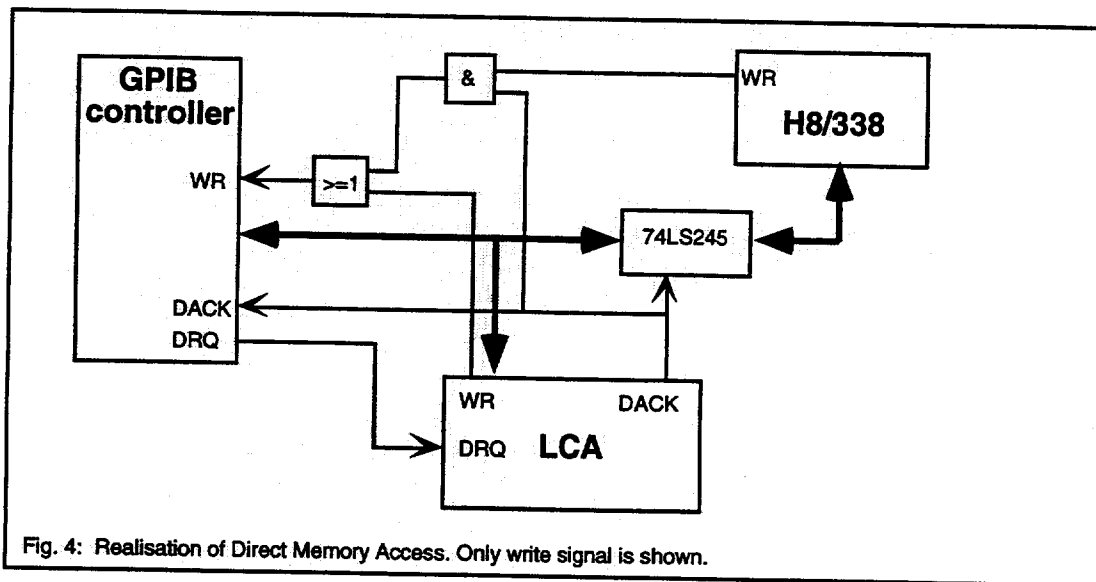 GPIB
controller
&
WR
H8/338
WR
>=1
74LS245
DACK
DRQ
WR
DACK
DRQ
LCA
Fig. 4: Realisation of Direct Memory Access. Only write signal is shown.